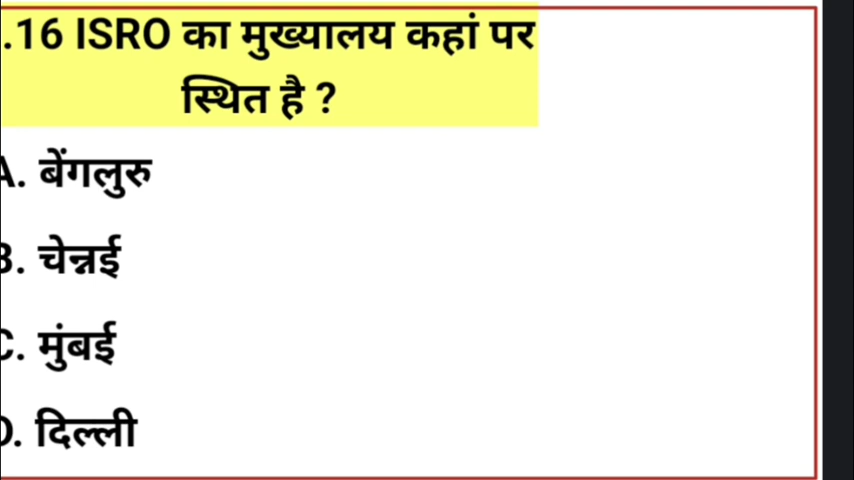 .16 ISRO का मुख्यालय कहां पर
स्थित है ?
A. बेंगलुरु
B. चेन्नई
C. मुंबई
D. दिल्ली